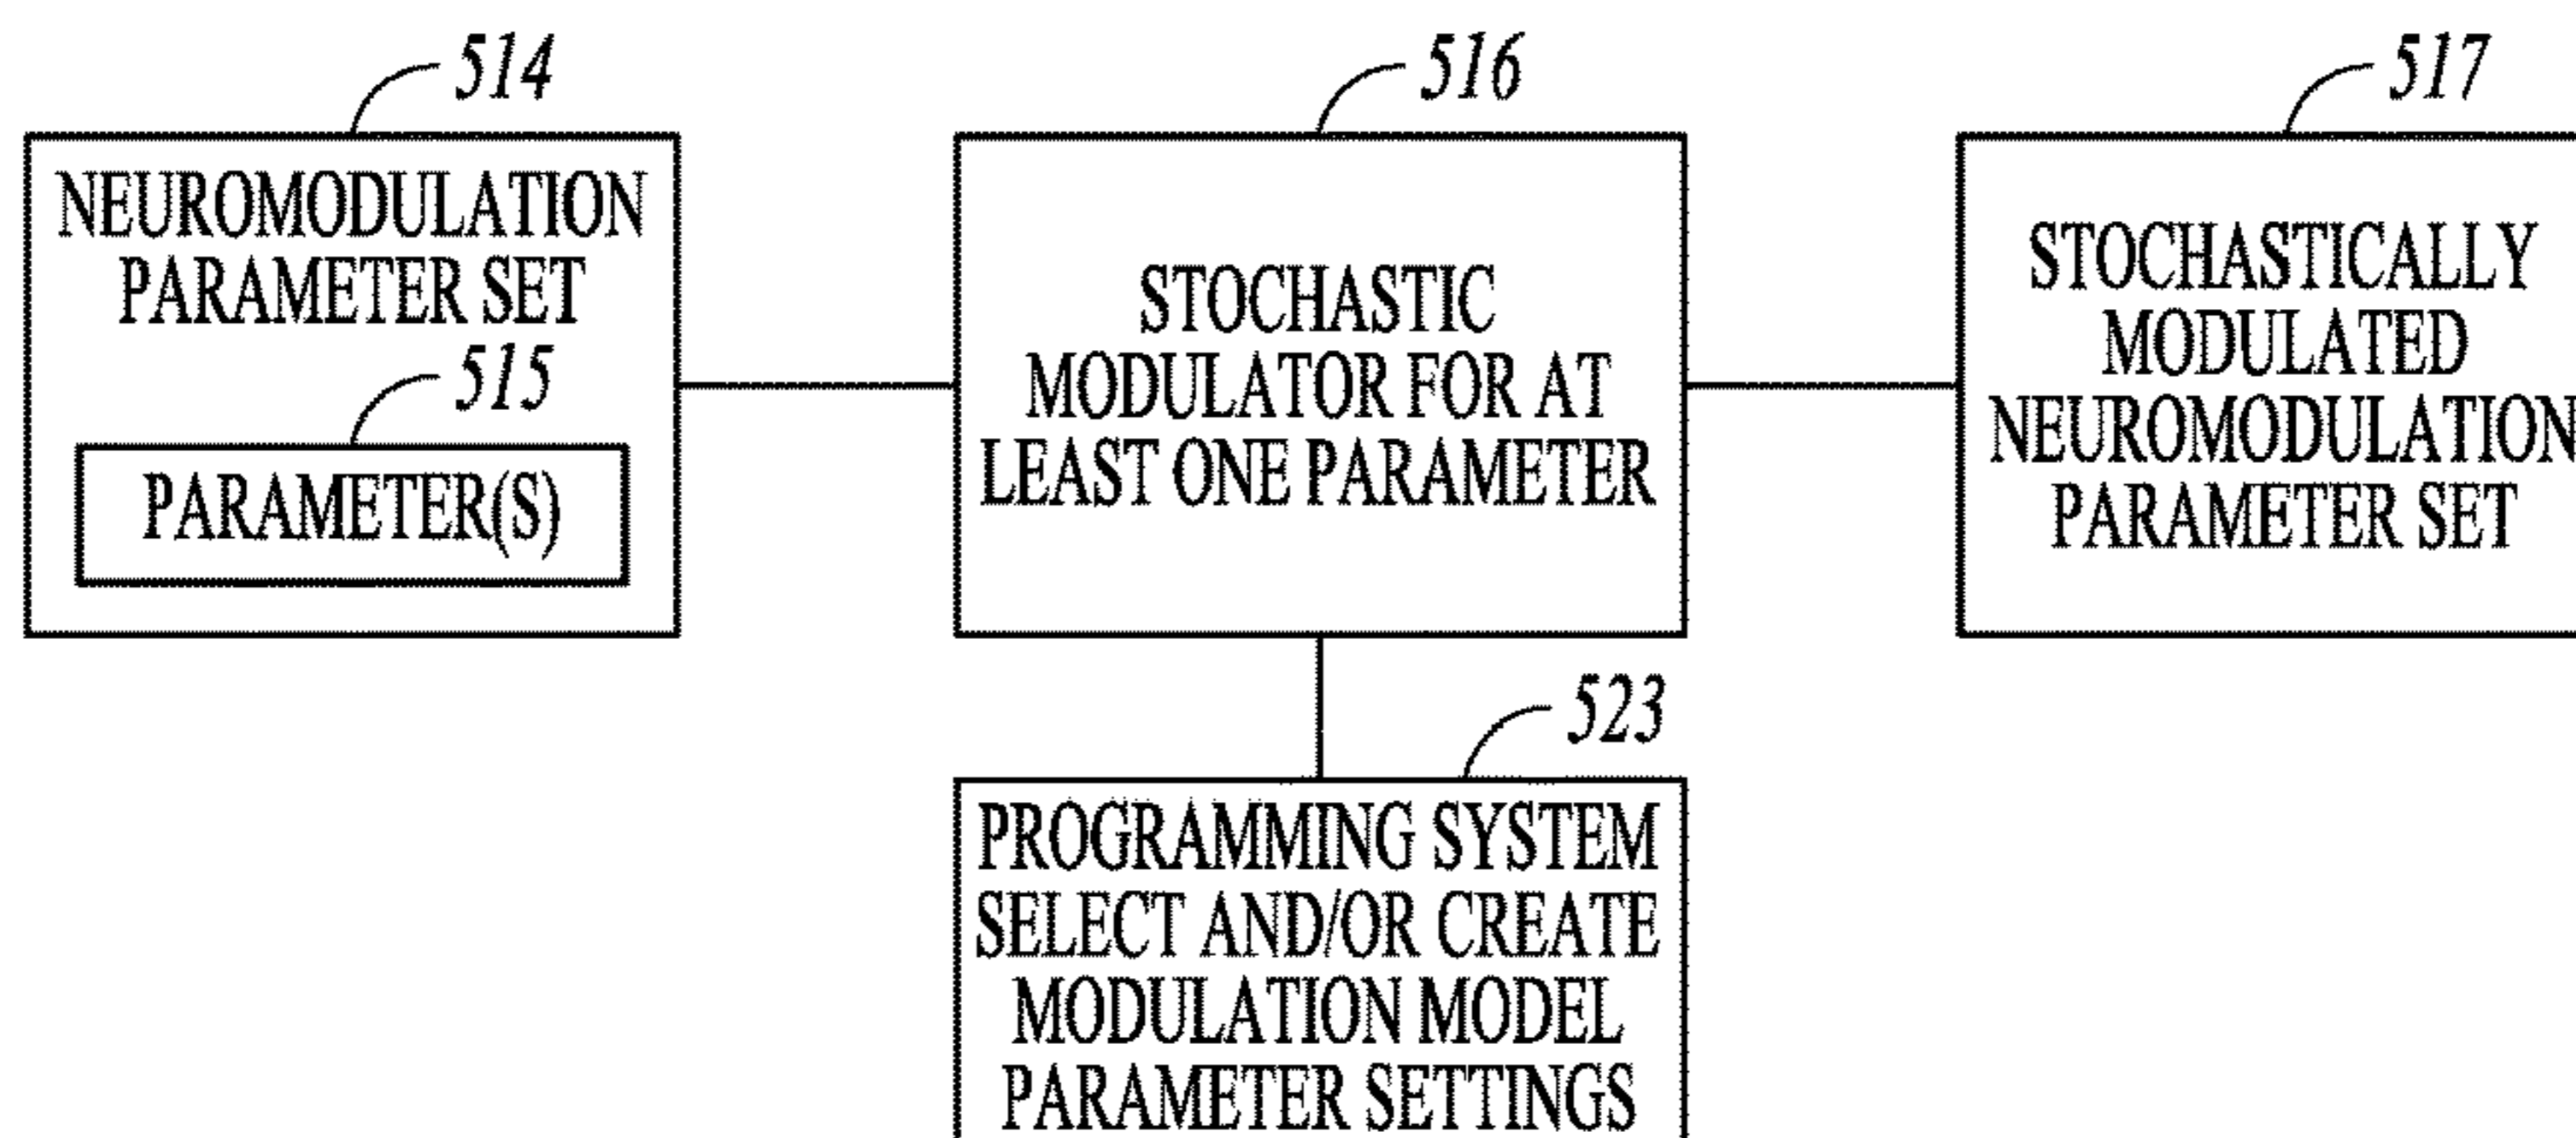 514
NEUROMODULATION
PARAMETER SET
515
PARAMETER(S)
516
STOCHASTIC
MODULATOR FOR AT
LEAST ONE PARAMETER
517
STOCHASTICALLY
MODULATED
NEUROMODULATION
PARAMETER SET
523
PROGRAMMING SYSTEM
SELECT AND/OR CREATE
MODULATION MODEL
PARAMETER SETTINGS